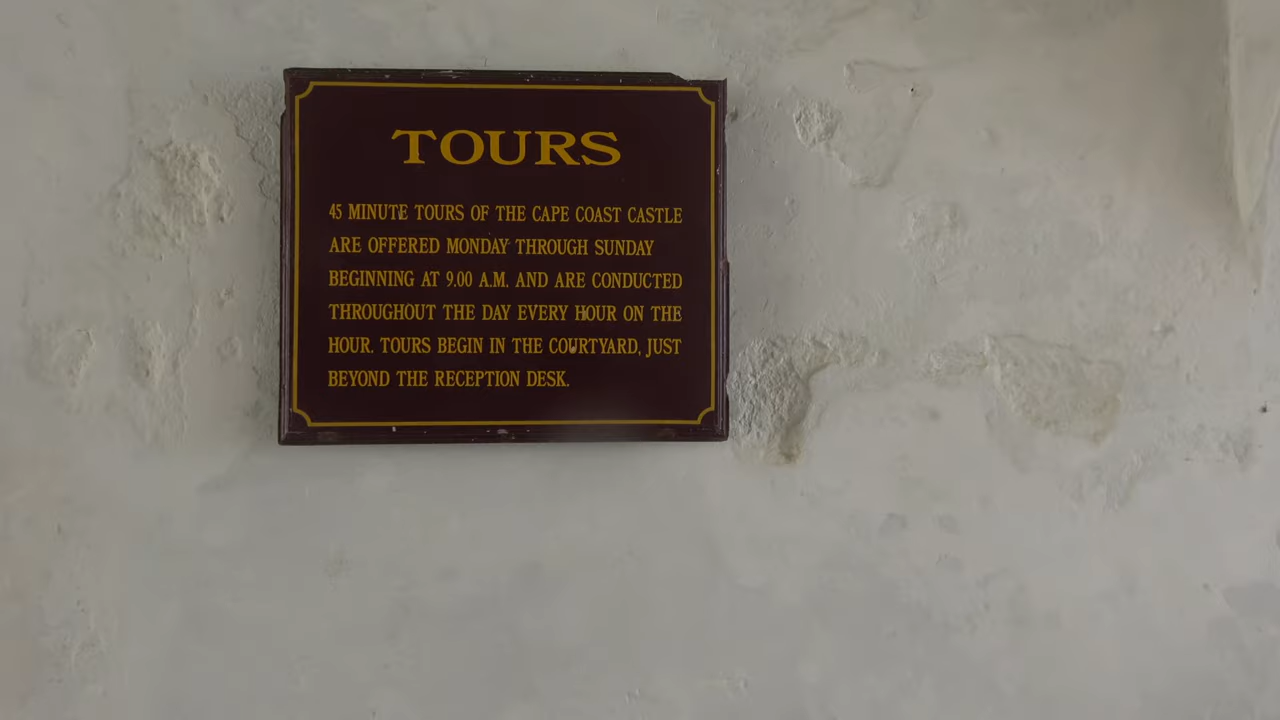 TOURS
45 MINUTE TOURS OF THE CAPE COAST CASTLE
ARE OFFERED MONDAY THROUGH SUNDAY
BEGINNING AT 9.00 A.M. AND ARE CONDUCTED
THROUGHOUT THE DAY EVERY HOUR ON THE
HOUR. TOURS BEGIN IN THE COURTYARD, JUST
BEYOND THE RECEPTION DESK.